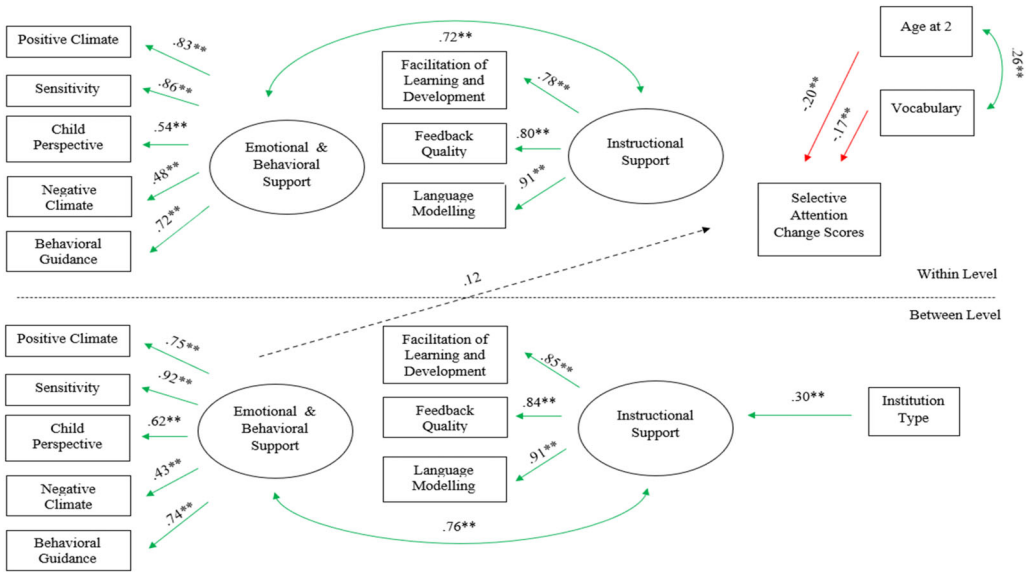 Positive Climate
Sensitivity
Child
Perspective
Negative
Climate
Behavioral
Guidance
.83**
.86**
.54**
.48**
.72**
Emotional &
Behavioral
Support
.72**
Facilitation of
Learning and
Development
Feedback
Quality
Language
Modelling
.78**
.80**
.91**
Instructional
Support
Age at 2
Vocabulary
.26**
-.20**
-.17**
Selective
Attention
Change Scores
Within Level
.12
Between Level
Positive Climate
Sensitivity
Child
Perspective
Negative
Climate
Behavioral
Guidance
.75**
.92**
.62**
.43**
.74**
Emotional &
Behavioral
Support
Facilitation of
Learning and
Development
Feedback
Quality
Language
Modelling
.85**
.84**
.91**
Instructional
Support
.30**
Institution
Type
.76**